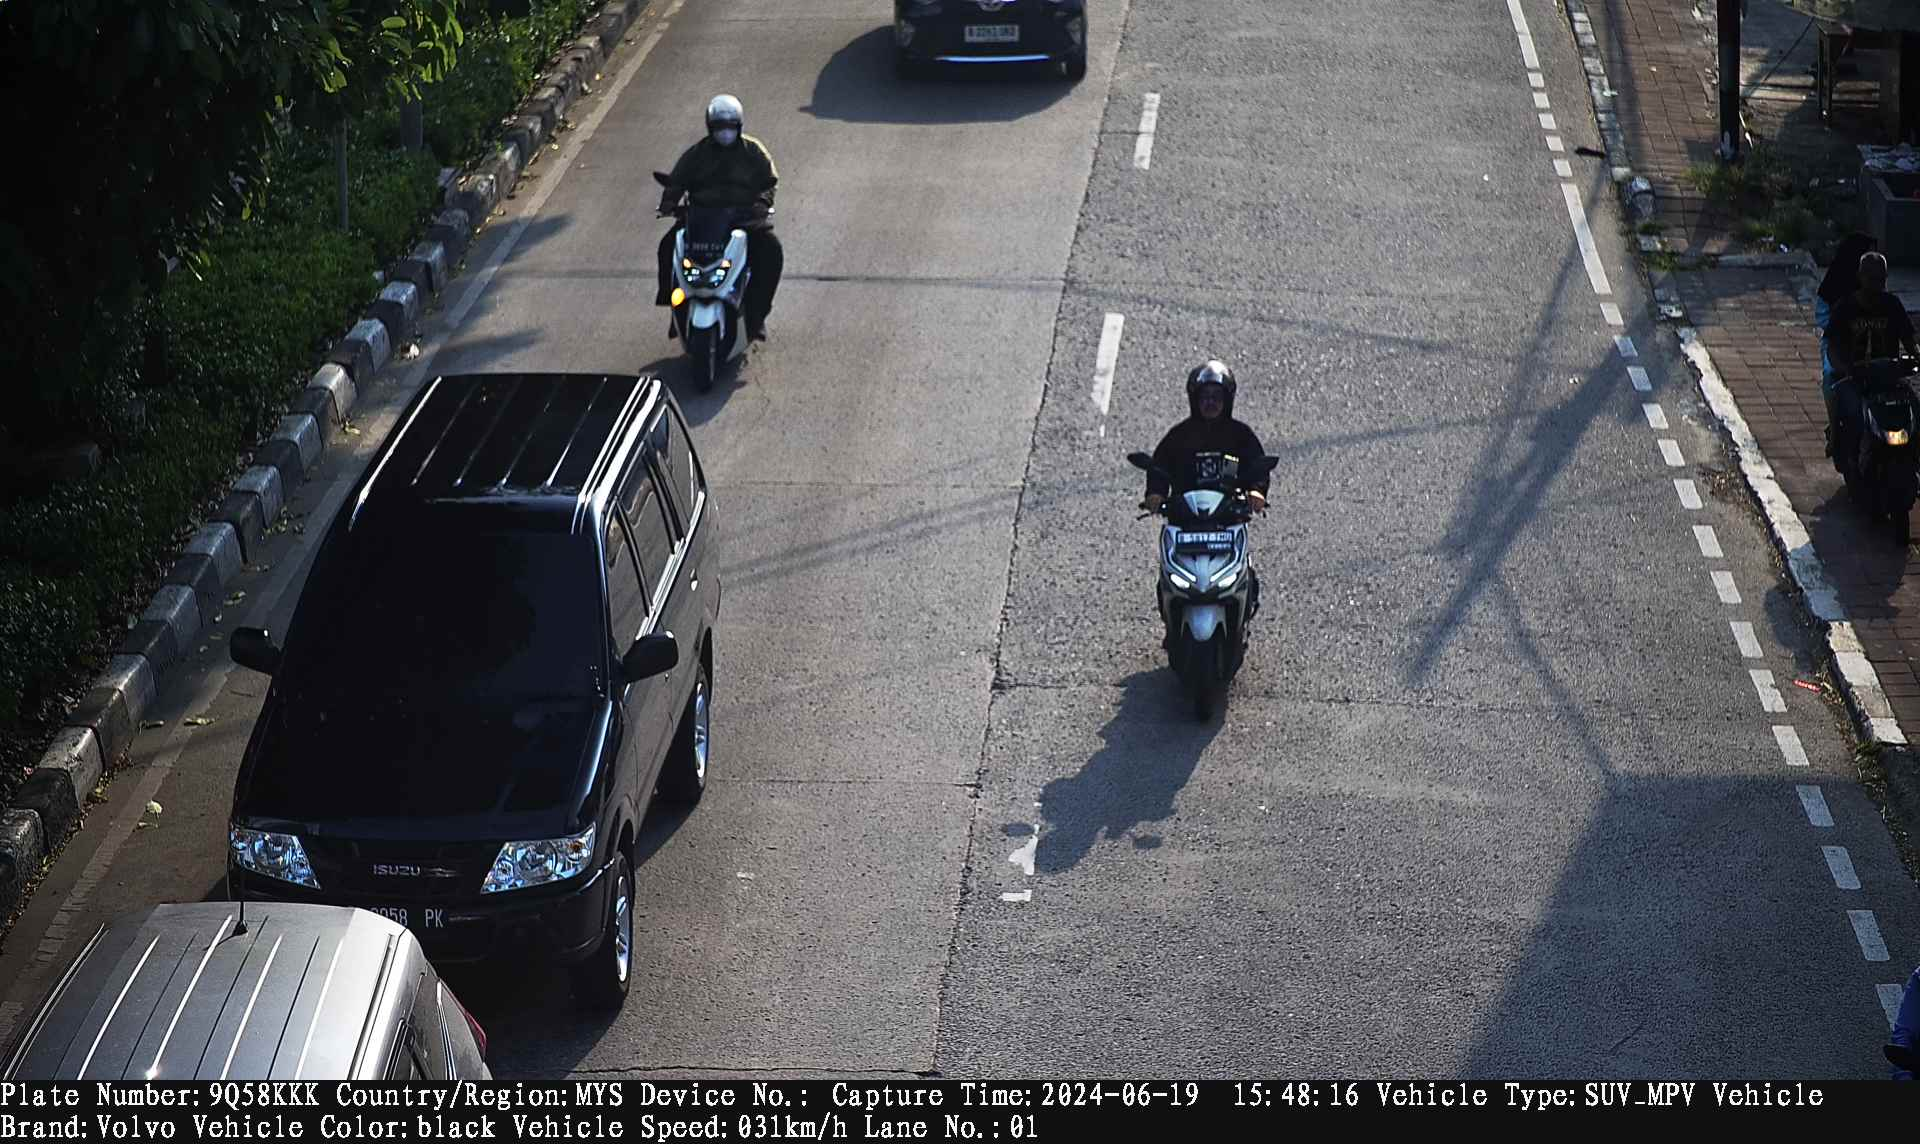 ISUZU
PK
Plate Number:9Q58KKK Country/Region:MYS Device No.: Capture Time:2024-06-19  15:48:16 Vehicle Type:SUV_MPV Vehicle
Brand:Volvo Vehicle Color:black Vehicle Speed:031km/h Lane No.:01